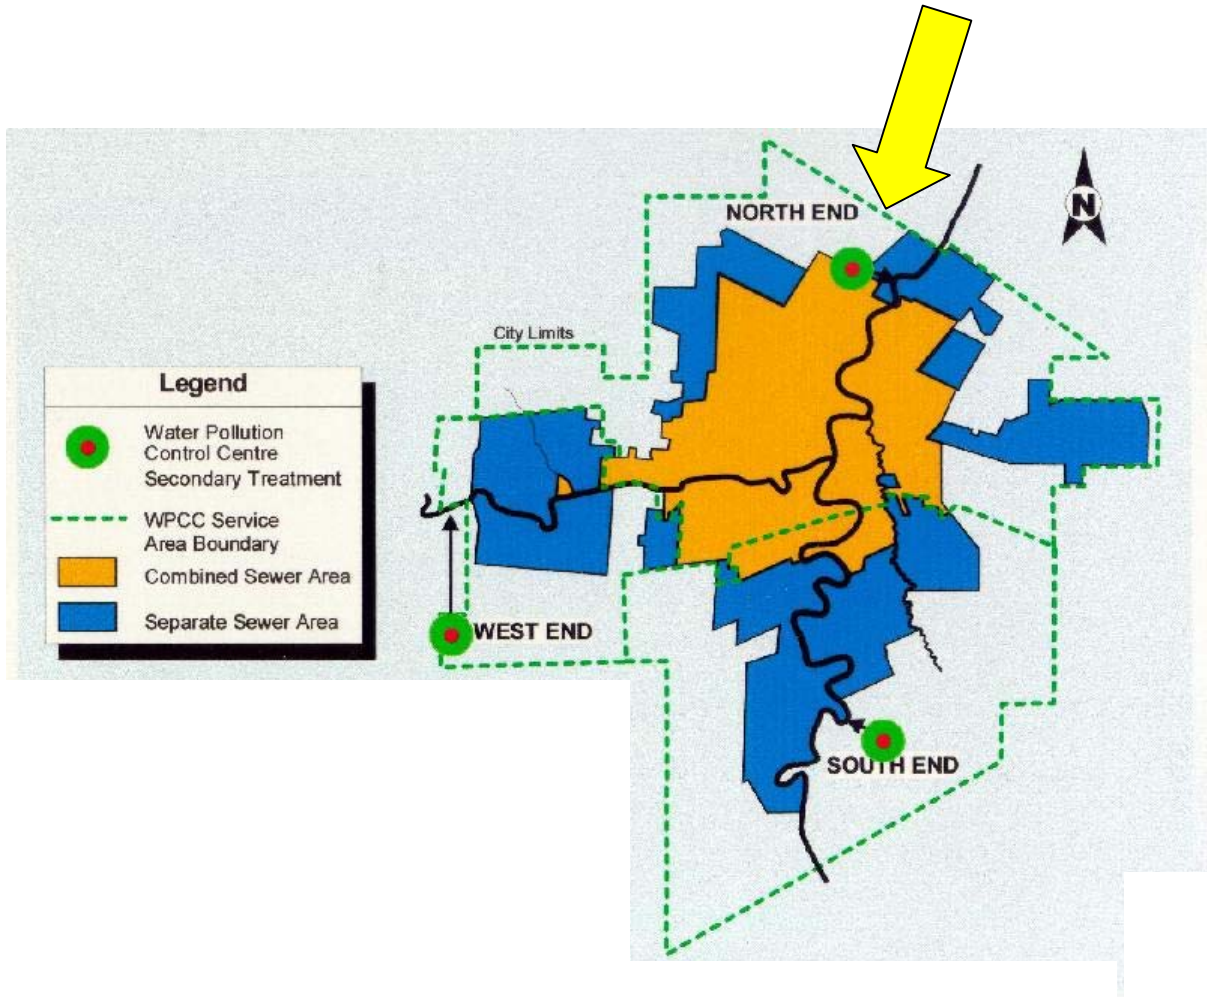 NORTH END
N
City Limits
Legend
Water Pollution
Control Centre
Secondary Treatment
WPCC Service
Area Boundary
Combined Sewer Area
Separate Sewer Area
WEST END
SOUTH END